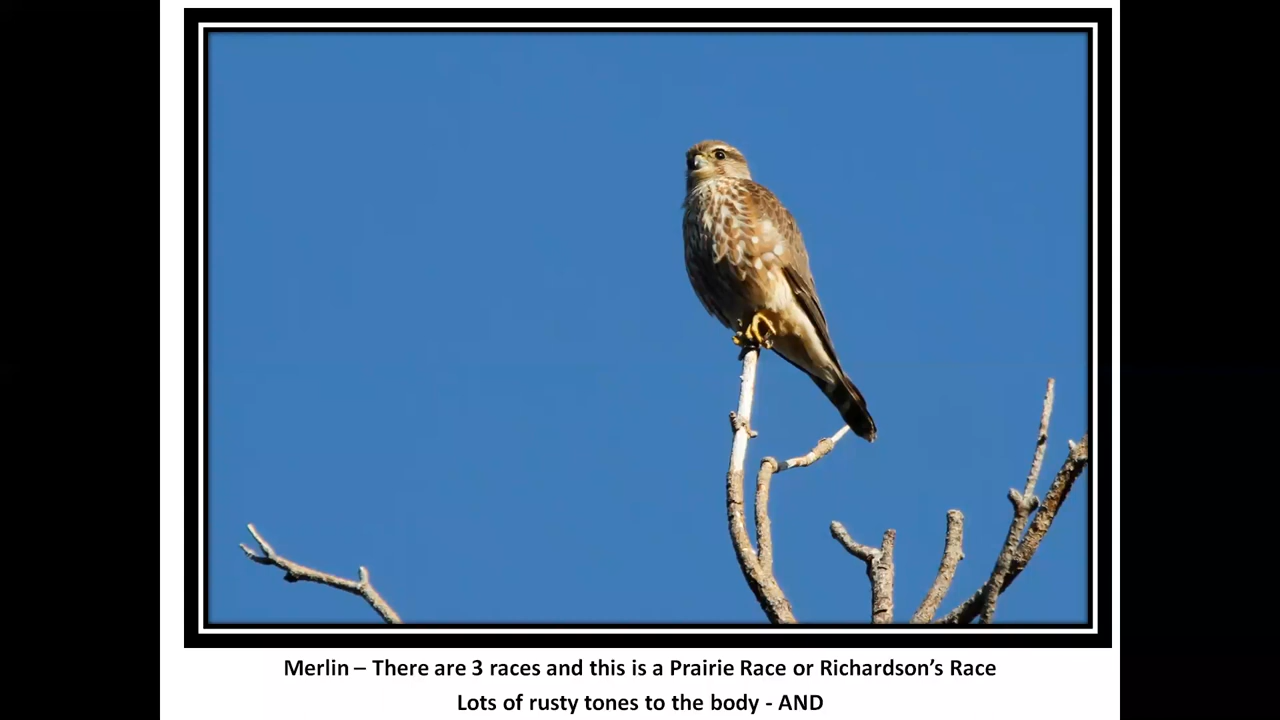 Merlin – There are 3 races and this is a Prairie Race or Richardson’s Race
Lots of rusty tones to the body - AND